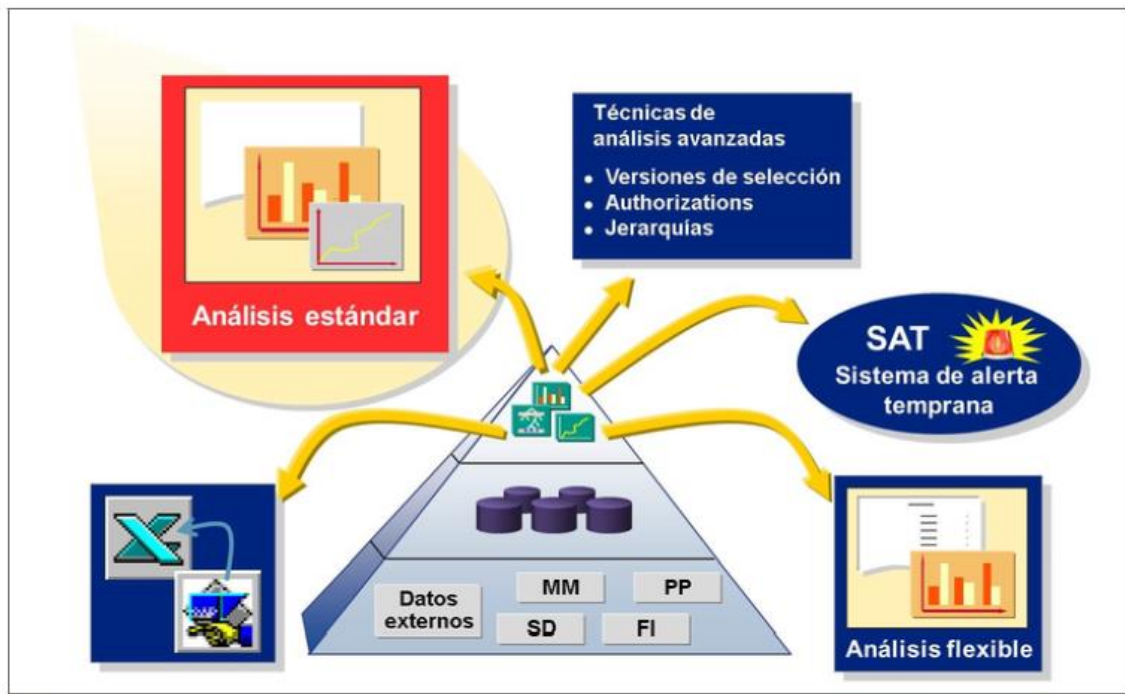 Técnicas de
análisis avanzadas
• Versiones de selección
• Authorizations
• Jerarquías
Análisis estándar
SAT
Sistema de alerta
temprana
Datos
externos
MM
PP
SD
FI
Análisis flexible